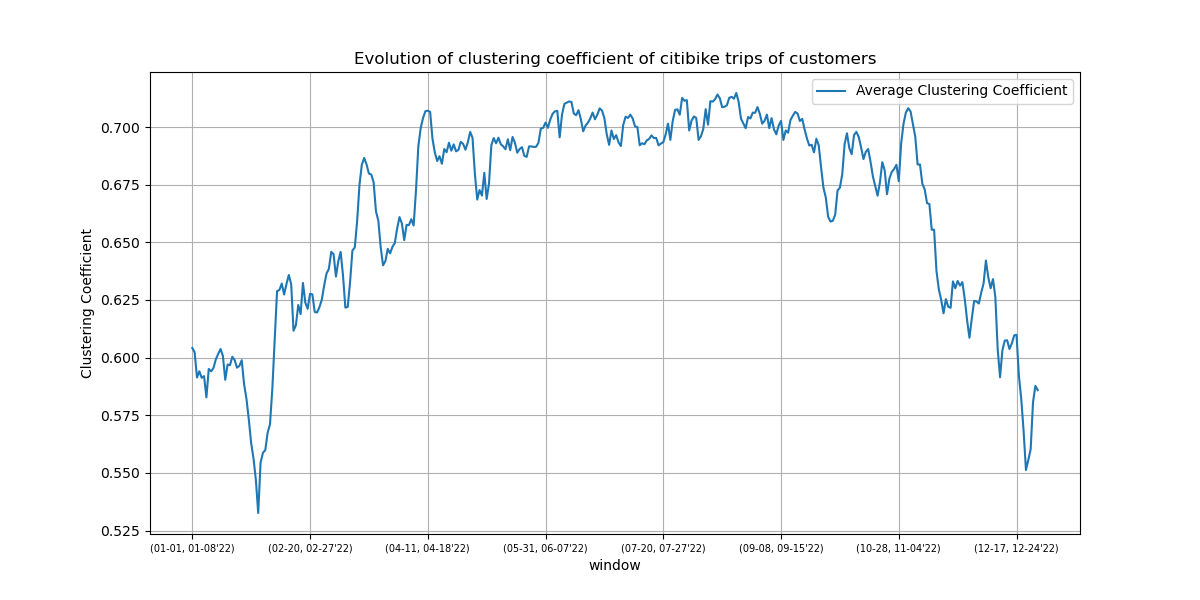 Evolution of clustering coefficient of citibike trips of customers
Average Clustering Coefficient
Clustering Coefficient
0.700
0.675
0.650
0.625
0.600
0.575
0.550
0.525
(01-01, 01-08'22) (02-20, 02-27'22) (04-11, 04-18'22) (05-31, 06-07'22) (07-20, 07-27'22) (09-08, 09-15'22) (10-28, 11-04'22) (12-17, 12-24'22)
window